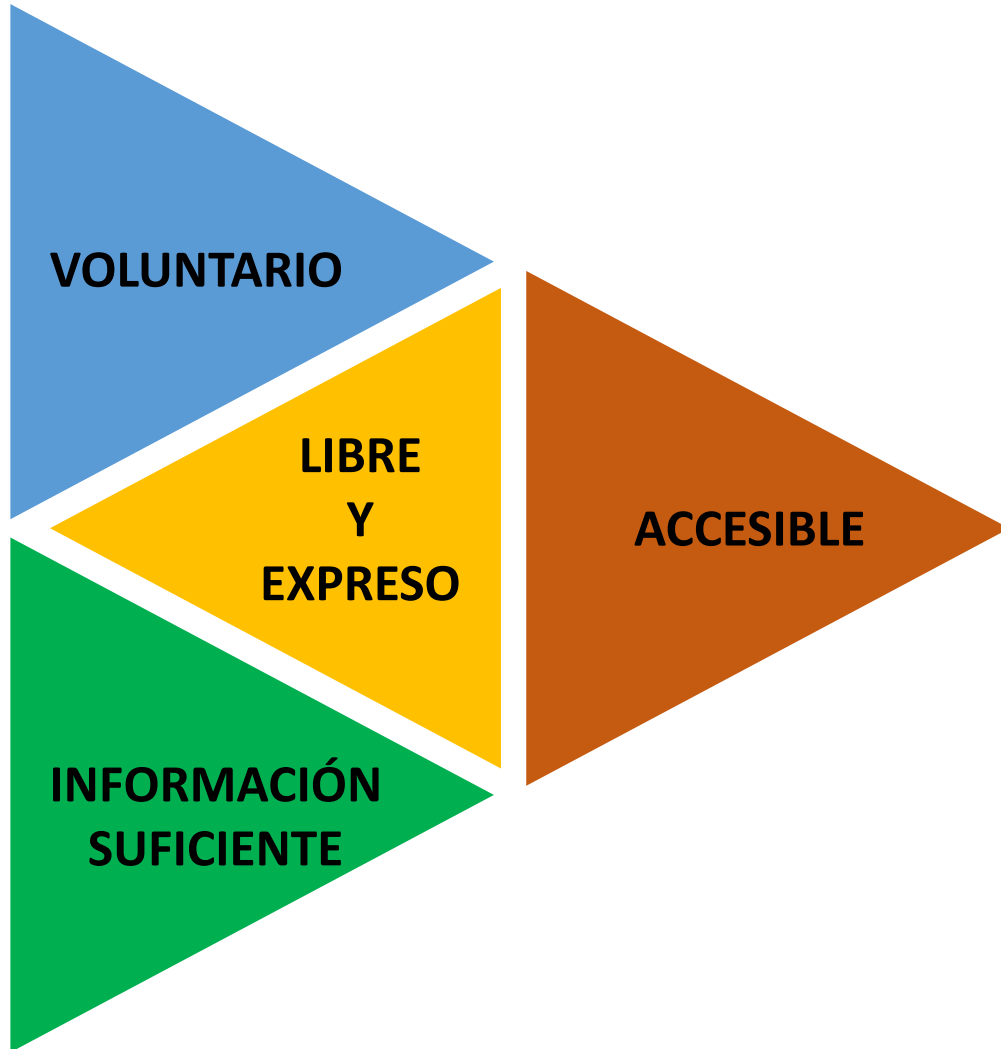 VOLUNTARIO
LIBRE
Y
EXPRESO
ACCESIBLE
INFORMACIÓN
SUFICIENTE